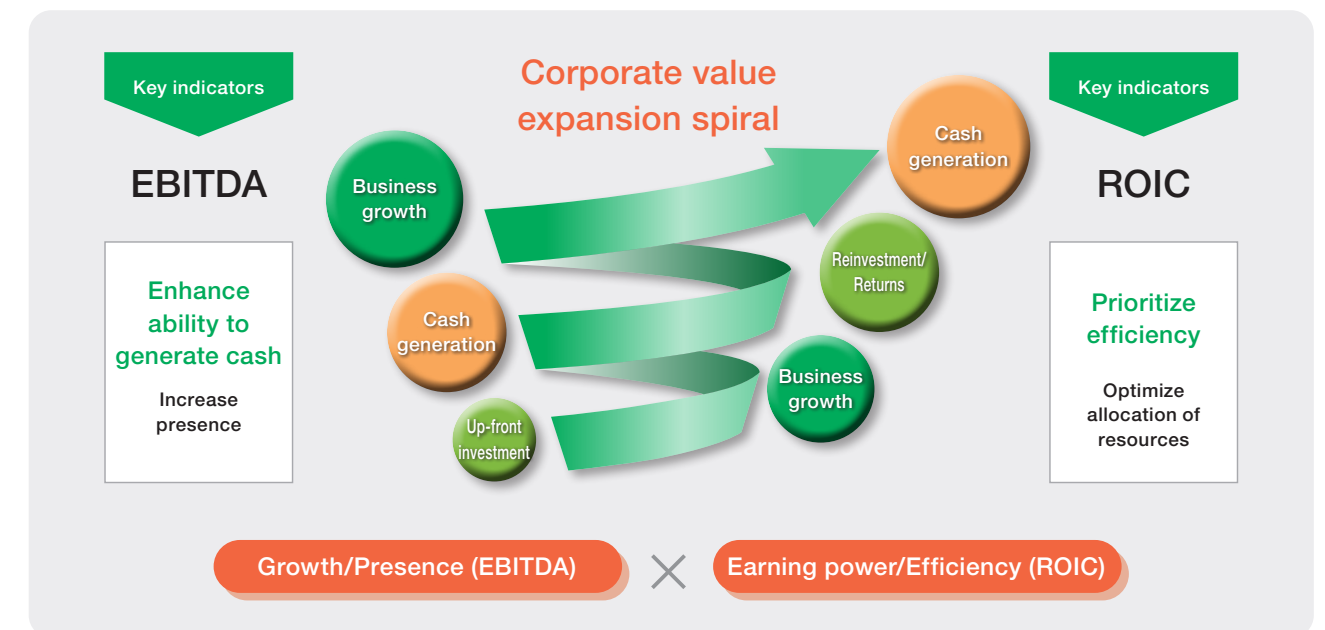 Key indicators
EBITDA
Enhance
ability to
generate cash
Increase
presence
Corporate value
expansion spiral
Business
growth
Cash
generation
Up-front
investment
Cash
generation
Reinvestment/
Returns
Business
growth
Key indicators
ROIC
Prioritize
efficiency
Optimize
allocation of
resources
Growth/Presence (EBITDA)
×
Earning power/Efficiency (ROIC)